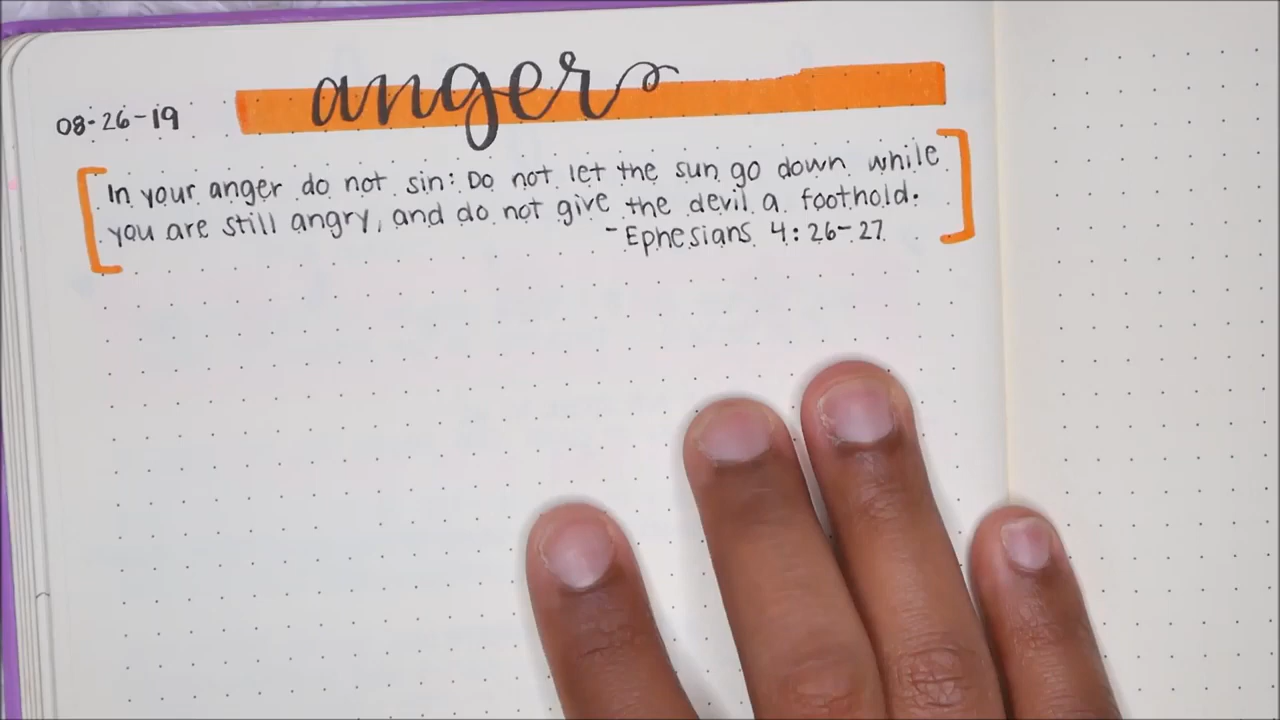 anger
08-26-19
In your anger do not sin: Do not let the sun go down while
you are still angry, and do not give the devil a foothold.
-Ephesians 4:26-27